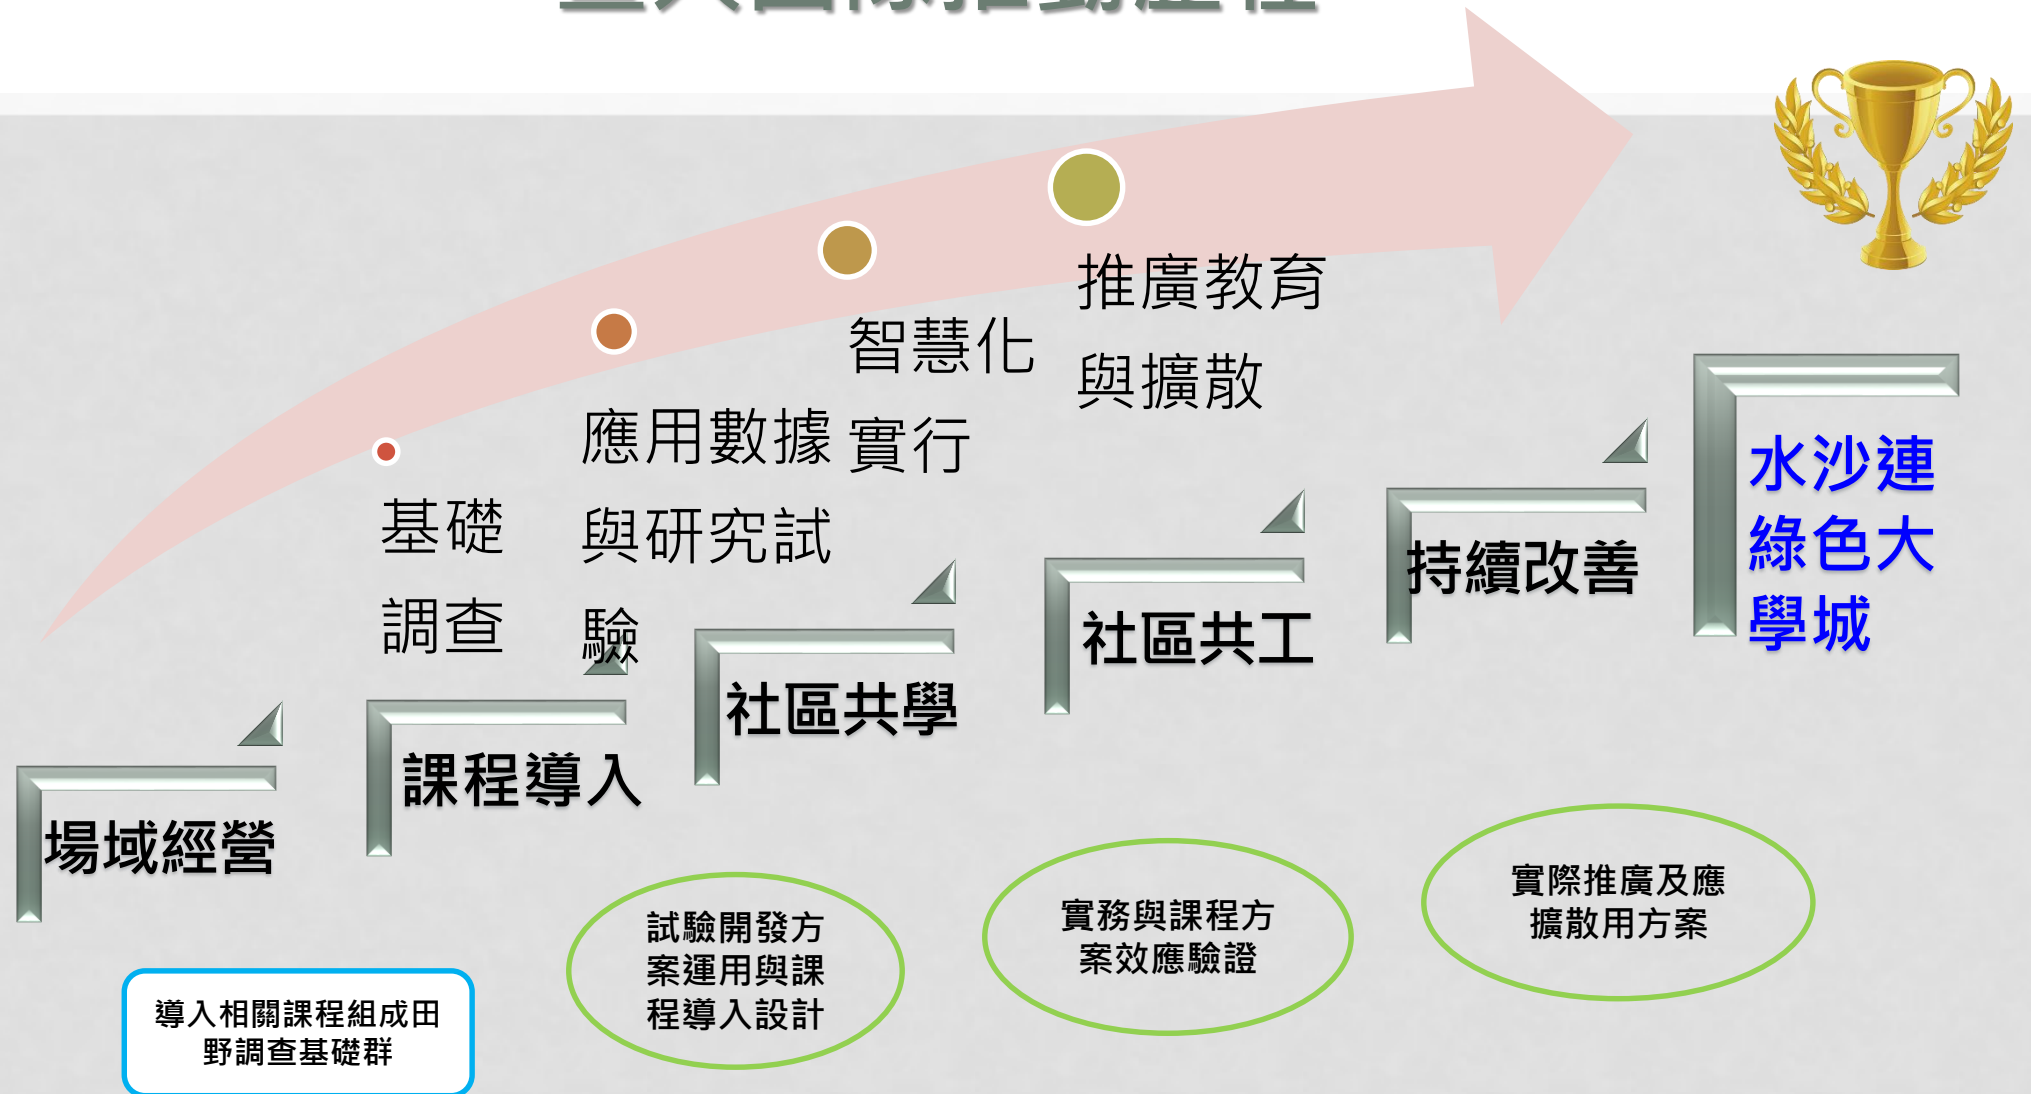 基礎
調查
應用數據
與研究試
驗
智慧化
實行
推廣教育
與擴散
場域經營
課程導入
社區共學
社區共工
持續改善
水沙連
綠色大
學城
導入相關課程組成田
野調查基礎群
試驗開發方
案運用與課
程導入設計
實務與課程方
案效應驗證
實際推廣及應
擴散用方案